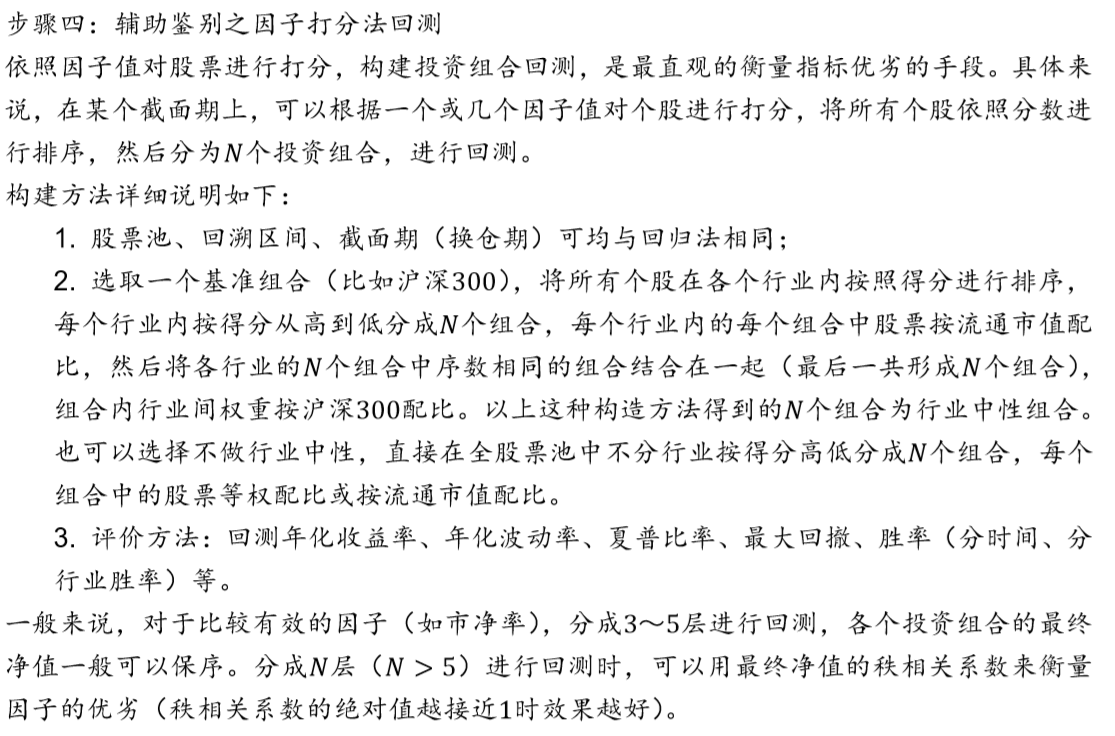 步骤四：辅助鉴别之因子打分法回测
依照因子值对股票进行打分，构建投资组合回测，是最直观的衡量指标优劣的手段。具体来
说，在某个截面期上，可以根据一个或几个因子值对个股进行打分，将所有个股依照分数进
行排序，然后分为N个投资组合，进行回测。
构建方法详细说明如下：
1. 股票池、回溯区间、截面期（换仓期）可均与回归法相同；
2. 选取一个基准组合（比如沪深300），将所有个股在各个行业内按照得分进行排序，
每个行业内按得分从高到低分成N个组合，每个行业内的每个组合中股票按流通市值配
比，然后将各行业的N个组合中序数相同的组合结合在一起（最后一共形成N个组合），
组合内行业间权重按沪深300配比。以上这种构造方法得到的N个组合为行业中性组合。
也可以选择不做行业中性，直接在全股票池中不分行业按得分高低分成N个组合，每个
组合中的股票等权配比或按流通市值配比。
3. 评价方法：回测年化收益率、年化波动率、夏普比率、最大回撤、胜率（分时间、分
行业胜率）等。
一般来说，对于比较有效的因子（如市净率），分成3～5层进行回测，各个投资组合的最终
净值一般可以保序。分成N层（N > 5）进行回测时，可以用最终净值的秩相关系数来衡量
因子的优劣（秩相关系数的绝对值越接近1时效果越好）。